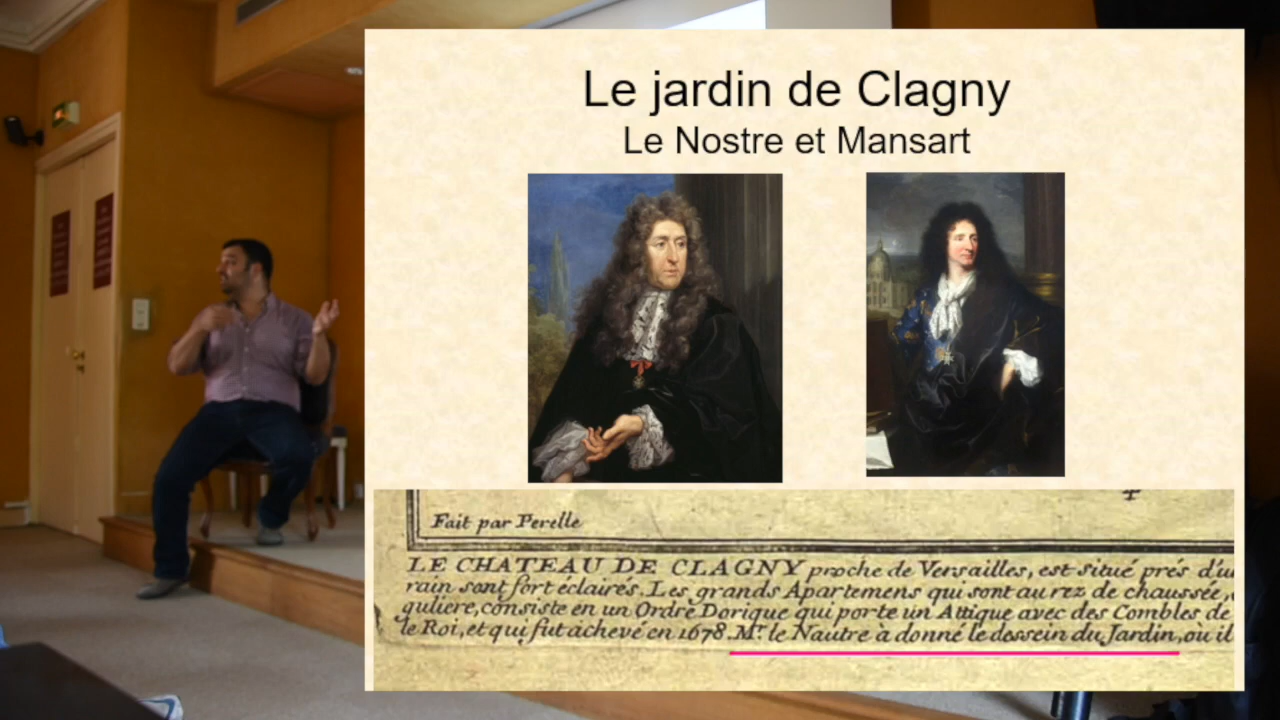 Le jardin de Clagny
Le Nostre et Mansart
Fait par Perelle
LE CHATEAU DE CLAGNY proche de Versailles, est situé prés d'u
rain sont fort éclairés. Les grands Apartemens qui sont au rez de chaussée,
guliere, consiste en un Ordre Dorique qui porte un Attique avec des Combles de
le Roi, et qui fut achevé en 1678. Mr. le Nautre à donné le dessein du Jardin, où il